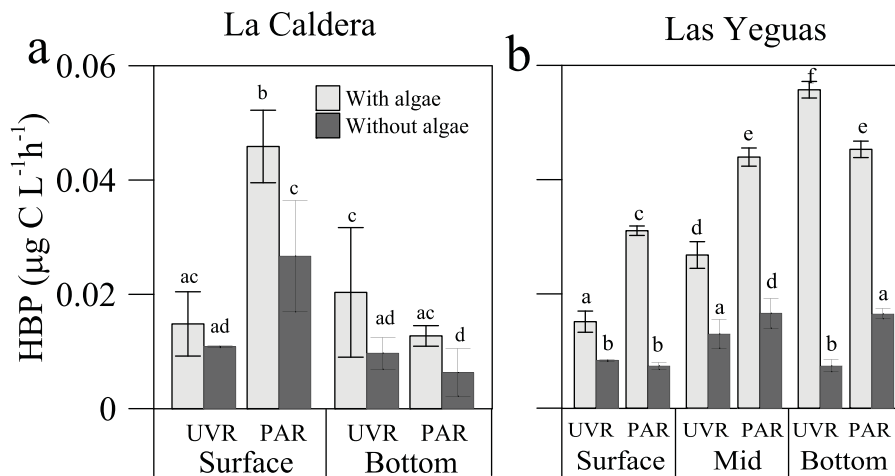 La Caldera
Las Yeguas
a
b
HBP (µg C L⁻¹h⁻¹)
0.06
0.04
0.02
0
With algae
Without algae
ac
ad
b
c
c
ad
ac
d
a
b
c
b
d
a
e
d
f
b
e
a
UVR PAR UVR PAR
Surface Bottom
UVR PAR UVR PAR UVR PAR
Surface Mid Bottom